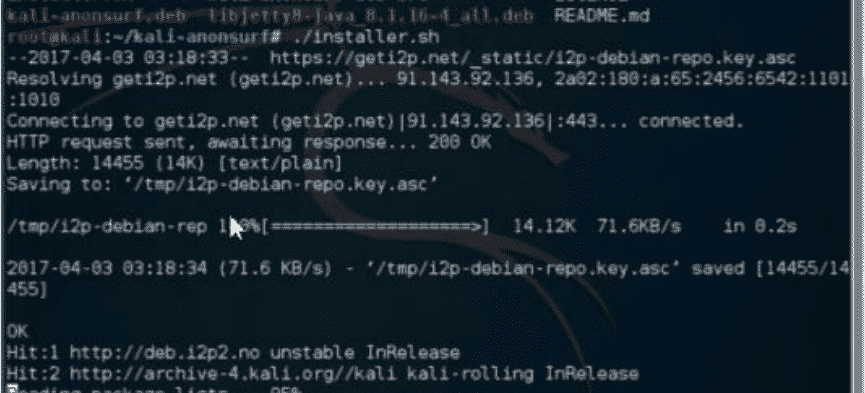 kali-anonsurf.deb  libjetty8-java_8.1.16-4_all.deb  README.md
root@kali:~/kali-anonsurf# ./installer.sh
--2017-04-03 03:18:33--  https://geti2p.net/_static/i2p-debian-repo.key.asc
Resolving geti2p.net (geti2p.net)... 91.143.92.136, 2a02:180:a:65:2456:6542:1101
:1010
Connecting to geti2p.net (geti2p.net)|91.143.92.136|:443... connected.
HTTP request sent, awaiting response... 200 OK
Length: 14455 (14K) [text/plain]
Saving to: ‘/tmp/i2p-debian-repo.key.asc’
/tmp/i2p-debian-rep 100%[===================>]  14.12K  71.6KB/s    in 0.2s
2017-04-03 03:18:34 (71.6 KB/s) - ‘/tmp/i2p-debian-repo.key.asc’ saved [14455/14
455]
OK
Hit:1 http://deb.i2p2.no unstable InRelease
Hit:2 http://archive-4.kali.org//kali kali-rolling InRelease